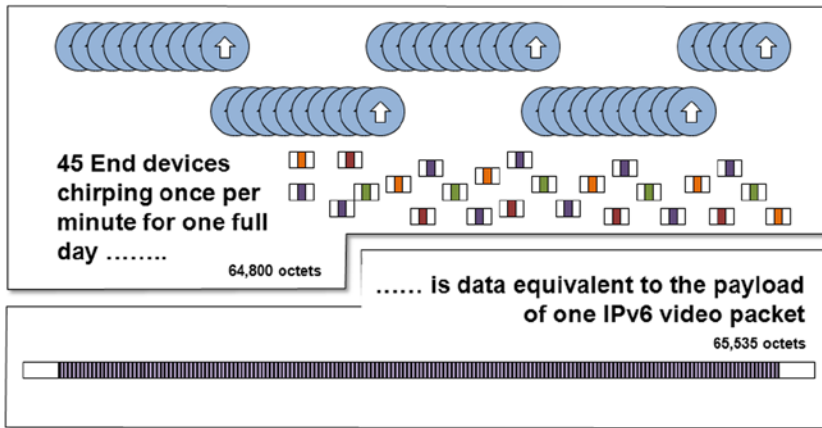 45 End devices
chirping once per
minute for one full
day ........
64,800 octets
...... is data equivalent to the payload
of one IPv6 video packet
65,535 octets